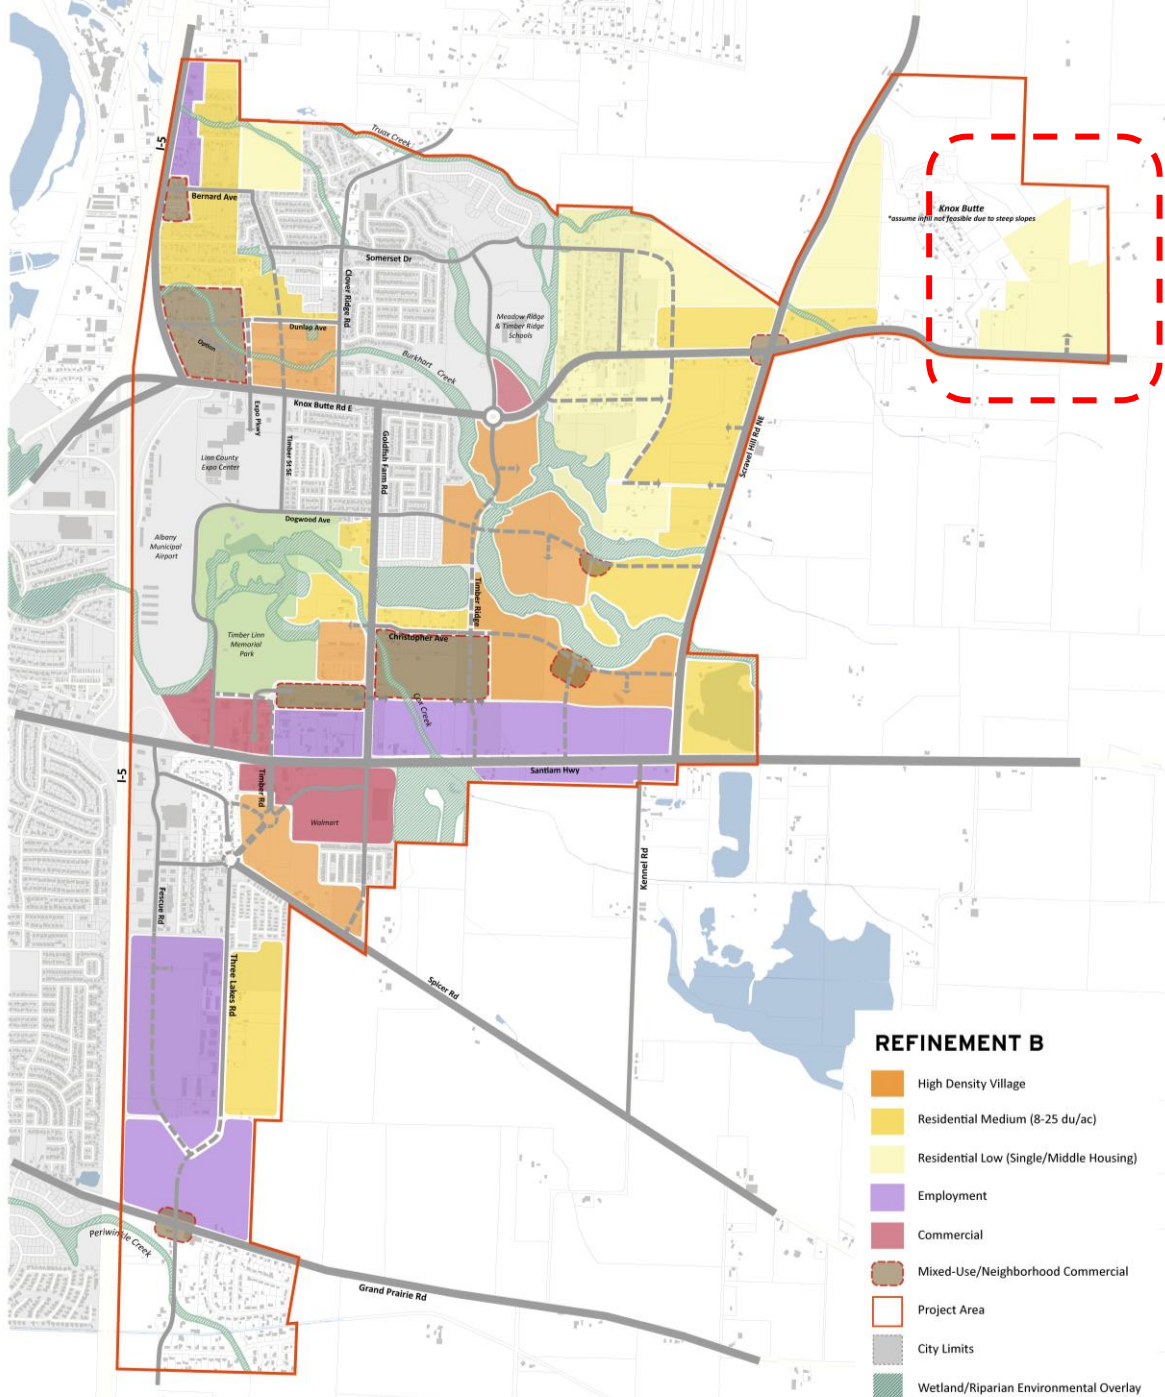 I-5
Truax Creek
Knox Butte
*assume infill not feasible due to steep slopes
Bernard Ave
Somerset Dr
Clover Ridge Rd
Meadow Ridge
& Timber Ridge
Schools
Dunlap Ave
Option
Burkhart Creek
Knox Butte Rd E
Expo Pkwy
Timber St SE
Goldfish Farm Rd
Scravel Hill Rd NE
Linn County
Expo Center
Dogwood Ave
Albany
Municipal
Airport
Timber Ridge
Timber Linn
Memorial
Park
Christopher Ave
Cox Creek
I-5
Santiam Hwy
Timber Rd
Walmart
Kennel Rd
Fescue Rd
Three Lakes Rd
Spicer Rd
Periwinkle Creek
Grand Prairie Rd
REFINEMENT B
High Density Village
Residential Medium (8-25 du/ac)
Residential Low (Single/Middle Housing)
Employment
Commercial
Mixed-Use/Neighborhood Commercial
Project Area
City Limits
Wetland/Riparian Environmental Overlay